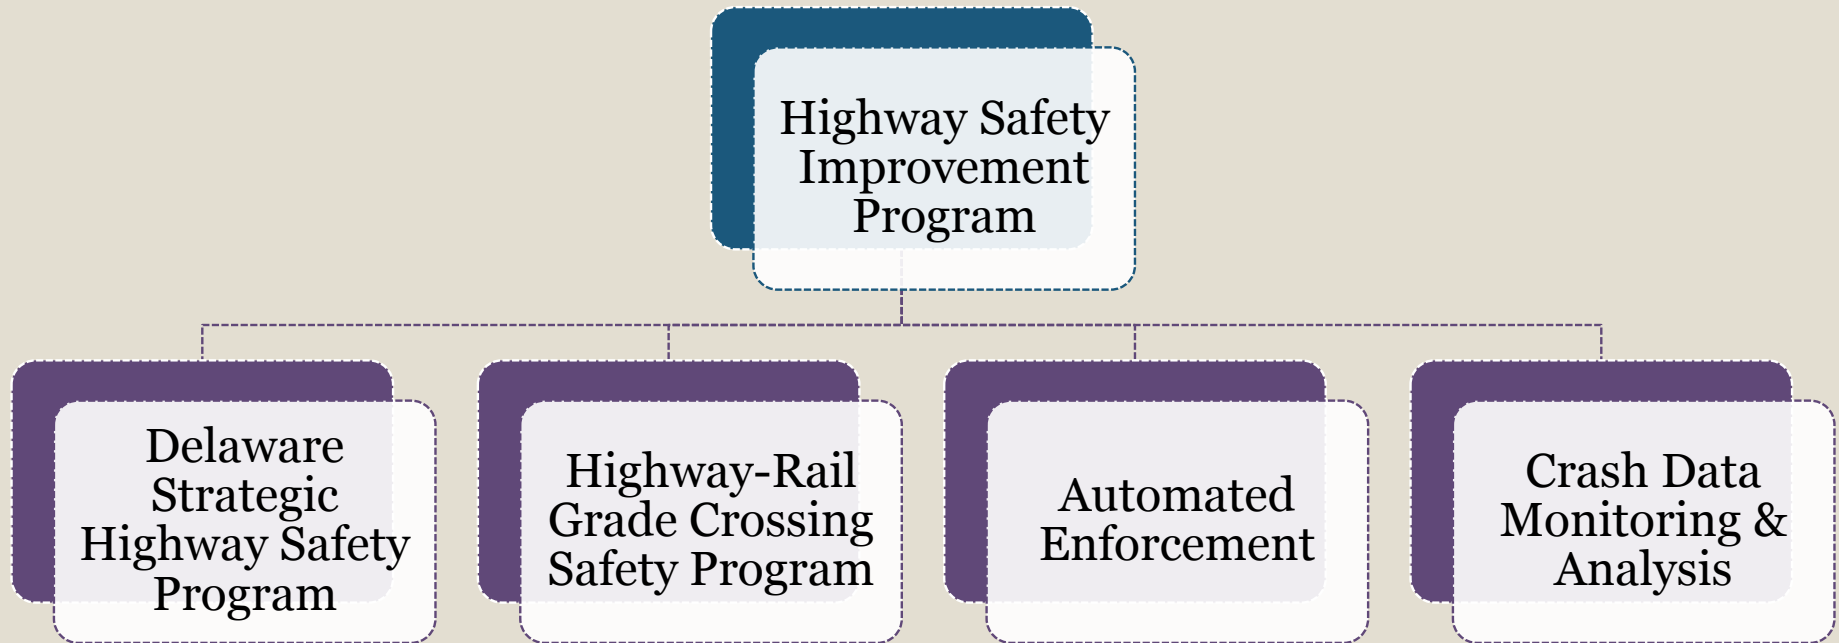 Highway Safety
Improvement
Program
Delaware
Strategic
Highway Safety
Program
Highway-Rail
Grade Crossing
Safety Program
Automated
Enforcement
Crash Data
Monitoring &
Analysis